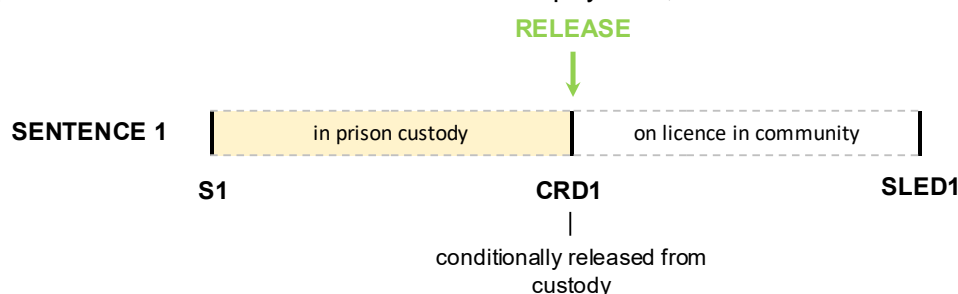 RELEASE
SENTENCE 1
in prison custody
on licence in community
S1
CRD1
SLED1
conditionally released from
custody